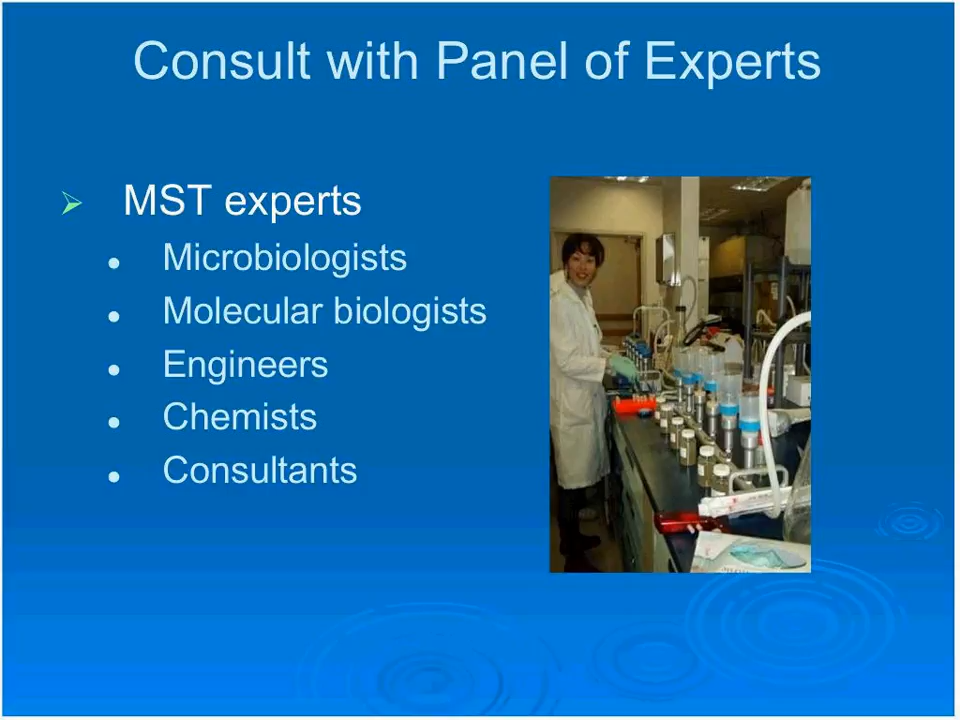 Consult with Panel of Experts
MST experts
Microbiologists
Molecular biologists
Engineers
Chemists
Consultants